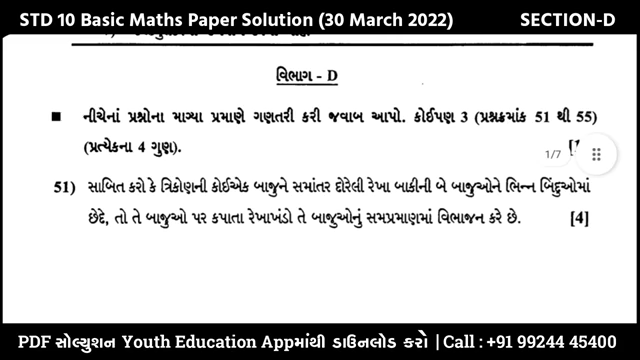 STD 10 Basic Maths Paper Solution (30 March 2022) SECTION-D
વિભાગ - D
■ નીચેનાં પ્રશ્નોના માગ્યા પ્રમાણે ગણતરી કરી જવાબ આપો. કોઈપણ 3 (પ્રશ્નક્રમાંક 51 થી 55)
(પ્રત્યેકના 4 ગુણ).
1/7
51) સાબિત કરો કે ત્રિકોણની કોઈએક બાજુને સમાંતર દોરેલી રેખા બાકીની બે બાજુઓને ભિન્ન બિંદુઓમાં
છેદે, તો તે બાજુઓ પર કપાતા રેખાખંડો તે બાજુઓનું સમપ્રમાણમાં વિભાજન કરે છે. [4]
PDF સોલ્યુશન Youth Education Appમાંથી ડાઉનલોડ કરો | Call : +91 99244 45400